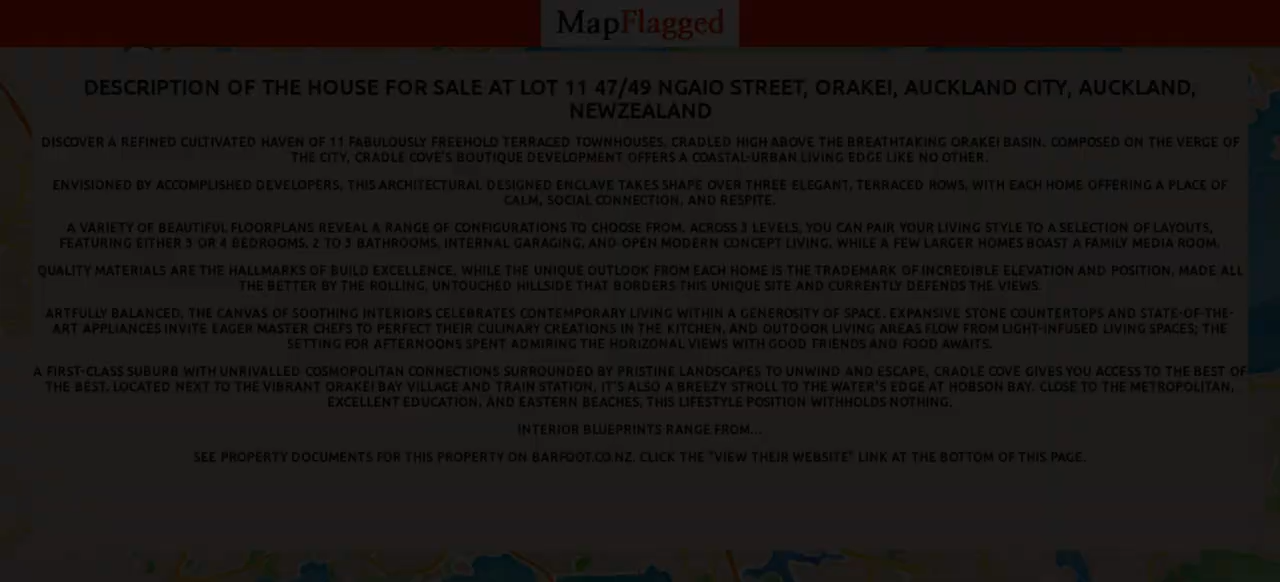 MapFlagged
DESCRIPTION OF THE HOUSE FOR SALE AT LOT 11 47/49 NGAIO STREET, ORAKEI, AUCKLAND CITY, AUCKLAND,
NEWZEALAND
DISCOVER A REFINED CULTIVATED HAVEN OF 11 FABULOUSLY FREEHOLD TERRACED TOWNHOUSES. CRADLED HIGH ABOVE THE BREATHTAKING ORAKEI BASIN. COMPOSED ON THE VERGE OF
THE CITY, CRADLE COVE'S BOUTIQUE DEVELOPMENT OFFERS A COASTAL-URBAN LIVING EDGE LIKE NO OTHER.
ENVISIONED BY ACCOMPLISHED DEVELOPERS, THIS ARCHITECTURAL DESIGNED ENCLAVE TAKES SHAPE OVER THREE ELEGANT, TERRACED ROWS, WITH EACH HOME OFFERING A PLACE OF
CALM, SOCIAL CONNECTION, AND RESPITE.
A VARIETY OF BEAUTIFUL FLOORPLANS REVEAL A RANGE OF CONFIGURATIONS TO CHOOSE FROM. ACROSS 3 LEVELS, YOU CAN PAIR YOUR LIVING STYLE TO A SELECTION OF LAYOUTS,
FEATURING EITHER 3 OR 4 BEDROOMS, 2 TO 3 BATHROOMS, INTERNAL GARAGING, AND OPEN MODERN CONCEPT LIVING, WHILE A FEW LARGER HOMES BOAST A FAMILY MEDIA ROOM.
QUALITY MATERIALS ARE THE HALLMARKS OF BUILD EXCELLENCE, WHILE THE UNIQUE OUTLOOK FROM EACH HOME IS THE TRADEMARK OF INCREDIBLE ELEVATION AND POSITION, MADE ALL
THE BETTER BY THE ROLLING, UNTOUCHED HILLSIDE THAT BORDERS THIS UNIQUE SITE AND CURRENTLY DEFENDS THE VIEWS.
ARTFULLY BALANCED, THE CANVAS OF SOOTHING INTERIORS CELEBRATES CONTEMPORARY LIVING WITHIN A GENEROSITY OF SPACE. EXPANSIVE STONE COUNTERTOPS AND STATE-OF-THE-
ART APPLIANCES INVITE EAGER MASTER CHEFS TO PERFECT THEIR CULINARY CREATIONS IN THE KITCHEN, AND OUTDOOR LIVING AREAS FLOW FROM LIGHT-INFUSED LIVING SPACES; THE
SETTING FOR AFTERNOONS SPENT ADMIRING THE HORIZONAL VIEWS WITH GOOD FRIENDS AND FOOD AWAITS.
A FIRST-CLASS SUBURB WITH UNRIVALLED COSMOPOLITAN CONNECTIONS SURROUNDED BY PRISTINE LANDSCAPES TO UNWIND AND ESCAPE, CRADLE COVE GIVES YOU ACCESS TO THE BEST OF
THE BEST. LOCATED NEXT TO THE VIBRANT ORAKEI BAY VILLAGE AND TRAIN STATION, IT'S ALSO A BREEZY STROLL TO THE WATER'S EDGE AT HOBSON BAY. CLOSE TO THE METROPOLITAN,
EXCELLENT EDUCATION, AND EASTERN BEACHES, THIS LIFESTYLE POSITION WITHHOLDS NOTHING.
INTERIOR BLUEPRINTS RANGE FROM...
SEE PROPERTY DOCUMENTS FOR THIS PROPERTY ON BARFOOT.CO.NZ. CLICK THE "VIEW THEIR WEBSITE" LINK AT THE BOTTOM OF THIS PAGE.